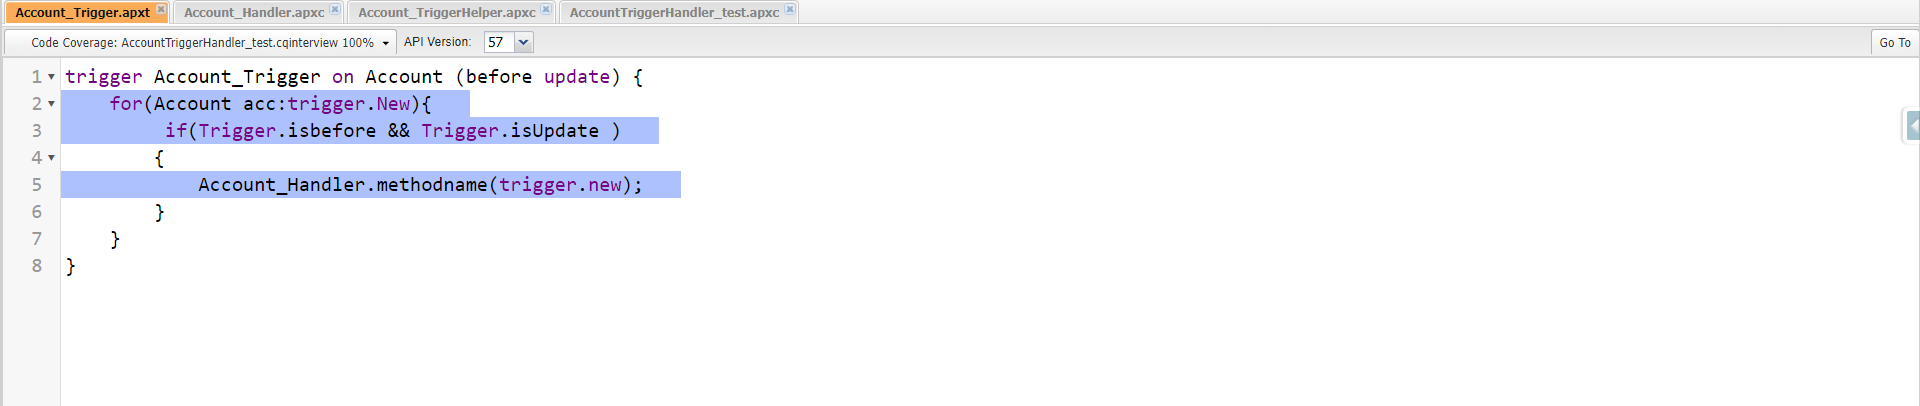 Account_Trigger.apxt Account_Handler.apxc Account_TriggerHelper.apxc AccountTriggerHandler_test.apxc
Code Coverage: AccountTriggerHandler_test.cqinterview 100% API Version: 57 Go To
1 trigger Account_Trigger on Account (before update) {
2 for(Account acc:trigger.New){
3 if(Trigger.isbefore && Trigger.isUpdate )
4 {
5 Account_Handler.methodname(trigger.new);
6 }
7 }
8 }